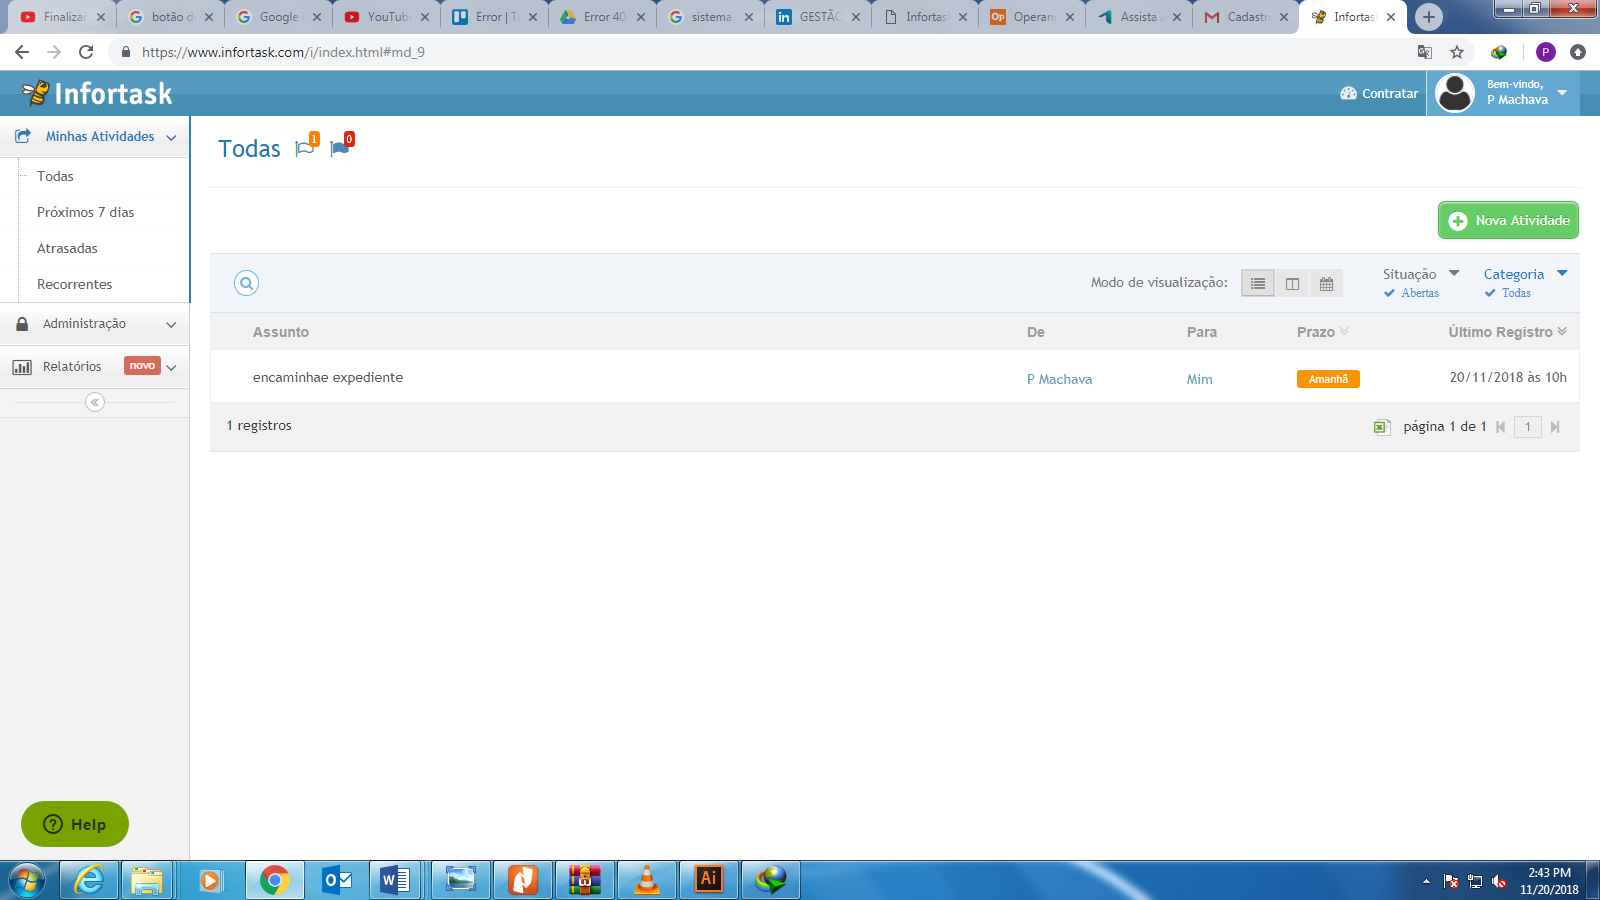 Finalizar
botão d
Google
YouTube
Error | T
Error 40
sistema
GESTÃO
Infortas
Operan
Assista
Cadastr
Infortas
https://www.infortask.com/i/index.html#md_9
P
Infortask
Contratar
Bem-vindo,
P Machava
Minhas Atividades
Todas
Próximos 7 dias
Atrasadas
Recorrentes
Administração
Relatórios novo
Todas 1 0
Nova Atividade
Modo de visualização:
Situação
Abertas
Categoria
Todas
Assunto De Para Prazo Último Registro
encaminhae expediente P Machava Mim Amanhã 20/11/2018 às 10h
1 registros página 1 de 1 1
Help
2:43 PM
11/20/2018